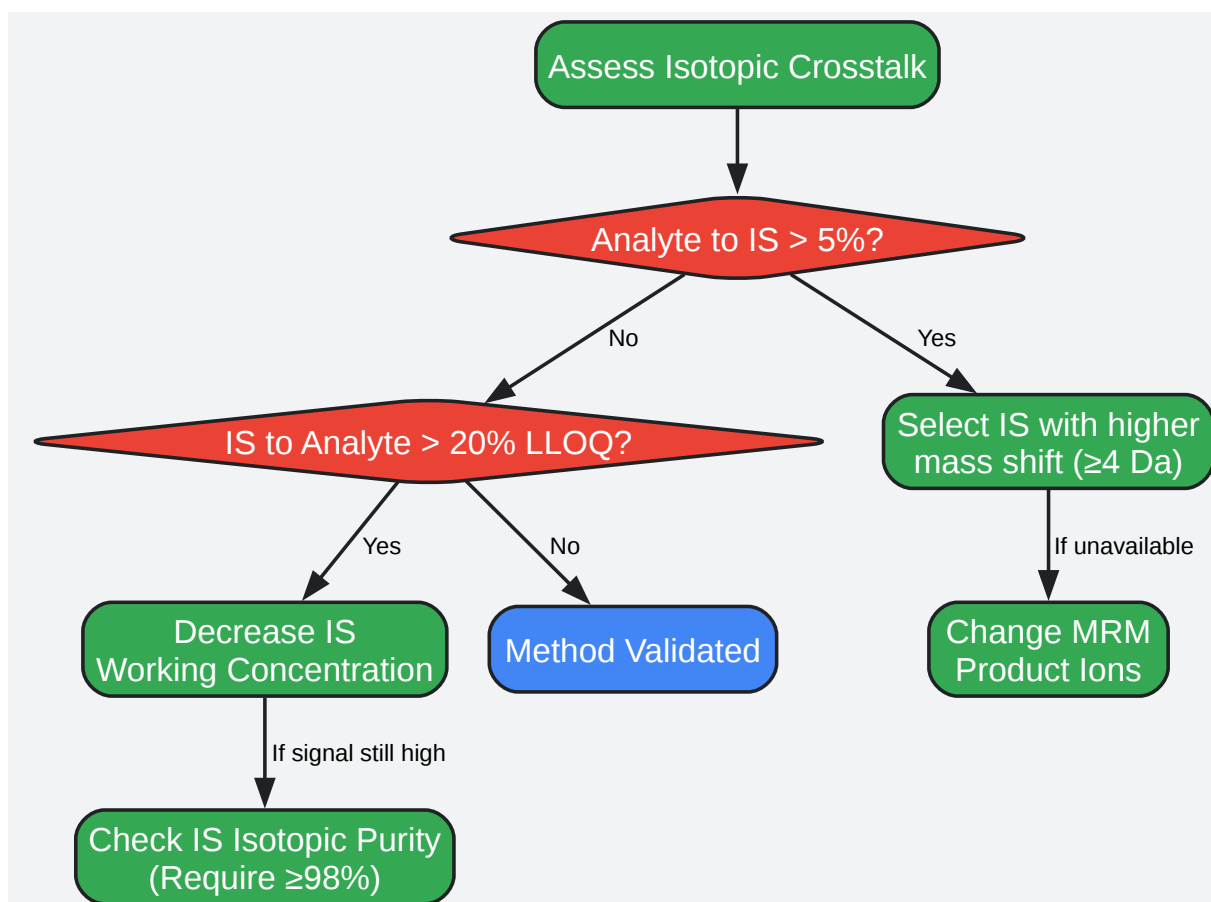 Assess Isotopic Crosstalk
Analyte to IS > 5%?
No
Yes
IS to Analyte > 20% LLOQ?
Select IS with higher
mass shift (≥4 Da)
Yes
No
If unavailable
Decrease IS
Working Concentration
Method Validated
Change MRM
Product Ions
If signal still high
Check IS Isotopic Purity
(Require ≥98%)